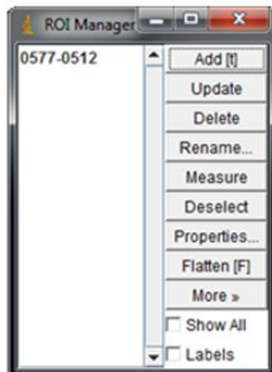 ROI Manager
0577-0512
Add [t]
Update
Delete
Rename...
Measure
Deselect
Properties...
Flatten [F]
More »
Show All
Labels